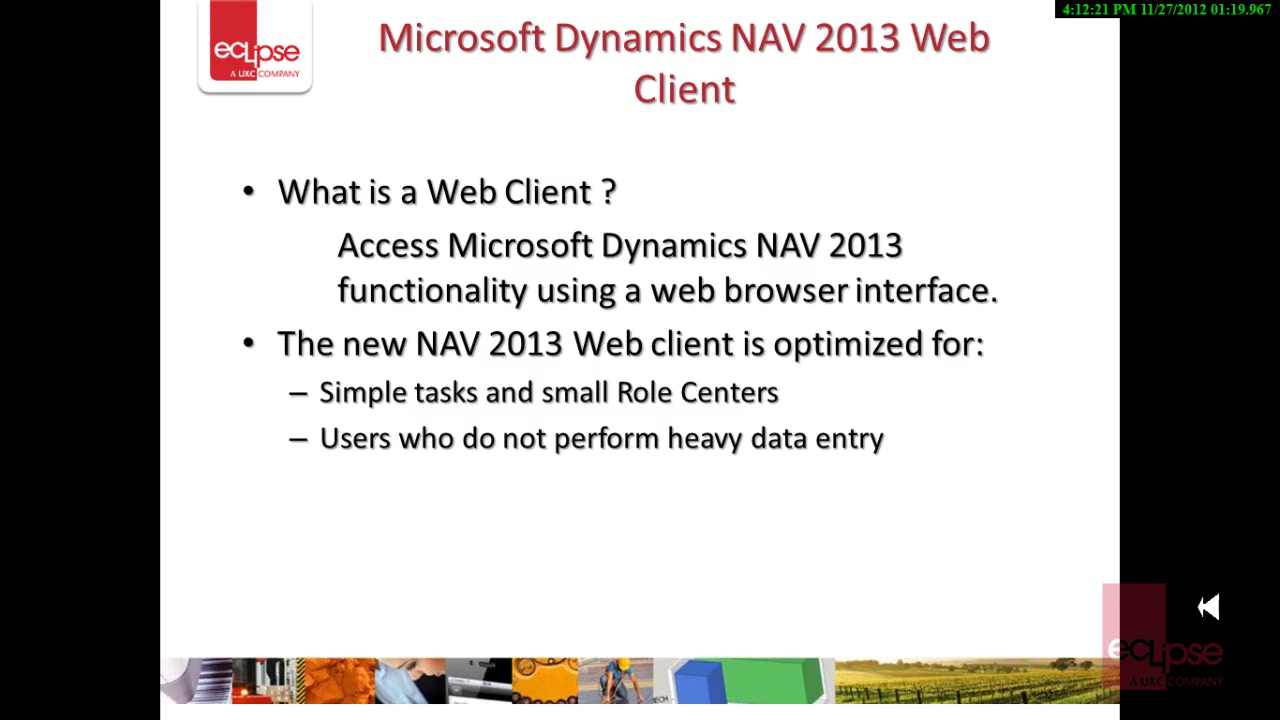 4:12:21 PM 11/27/2012 01:19.967
eclipse
A UXC COMPANY
Microsoft Dynamics NAV 2013 Web
Client
• What is a Web Client ?
Access Microsoft Dynamics NAV 2013
functionality using a web browser interface.
• The new NAV 2013 Web client is optimized for:
– Simple tasks and small Role Centers
– Users who do not perform heavy data entry
eclipse
A UXC COMPANY